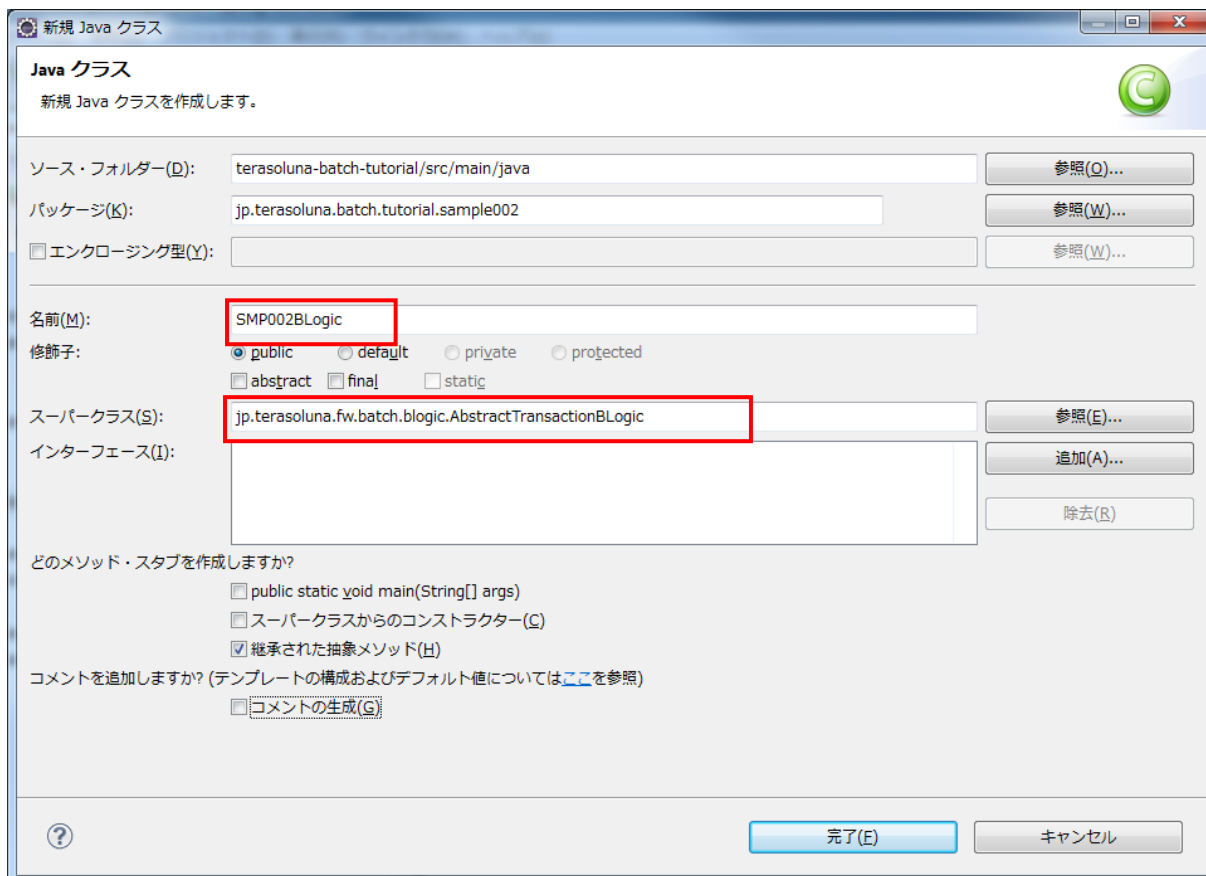 新規 Java クラス
Java クラス
新規 Java クラスを作成します。
ソース・フォルダー(D): terasoluna-batch-tutorial/src/main/java 参照(O)...
パッケージ(K): jp.terasoluna.batch.tutorial.sample002 参照(W)...
エンクロージング型(Y): 参照(W)...
名前(M): SMP002BLogic
修飾子: public default private protected
abstract final static
スーパークラス(S): jp.terasoluna.fw.batch.blogic.AbstractTransactionBLogic 参照(E)...
インターフェース(I): 追加(A)...
除去(R)
どのメソッド・スタブを作成しますか?
public static void main(String[] args)
スーパークラスからのコンストラクター(C)
継承された抽象メソッド(H)
コメントを追加しますか? (テンプレートの構成およびデフォルト値についてはここを参照)
コメントの生成(G)
完了(F) キャンセル